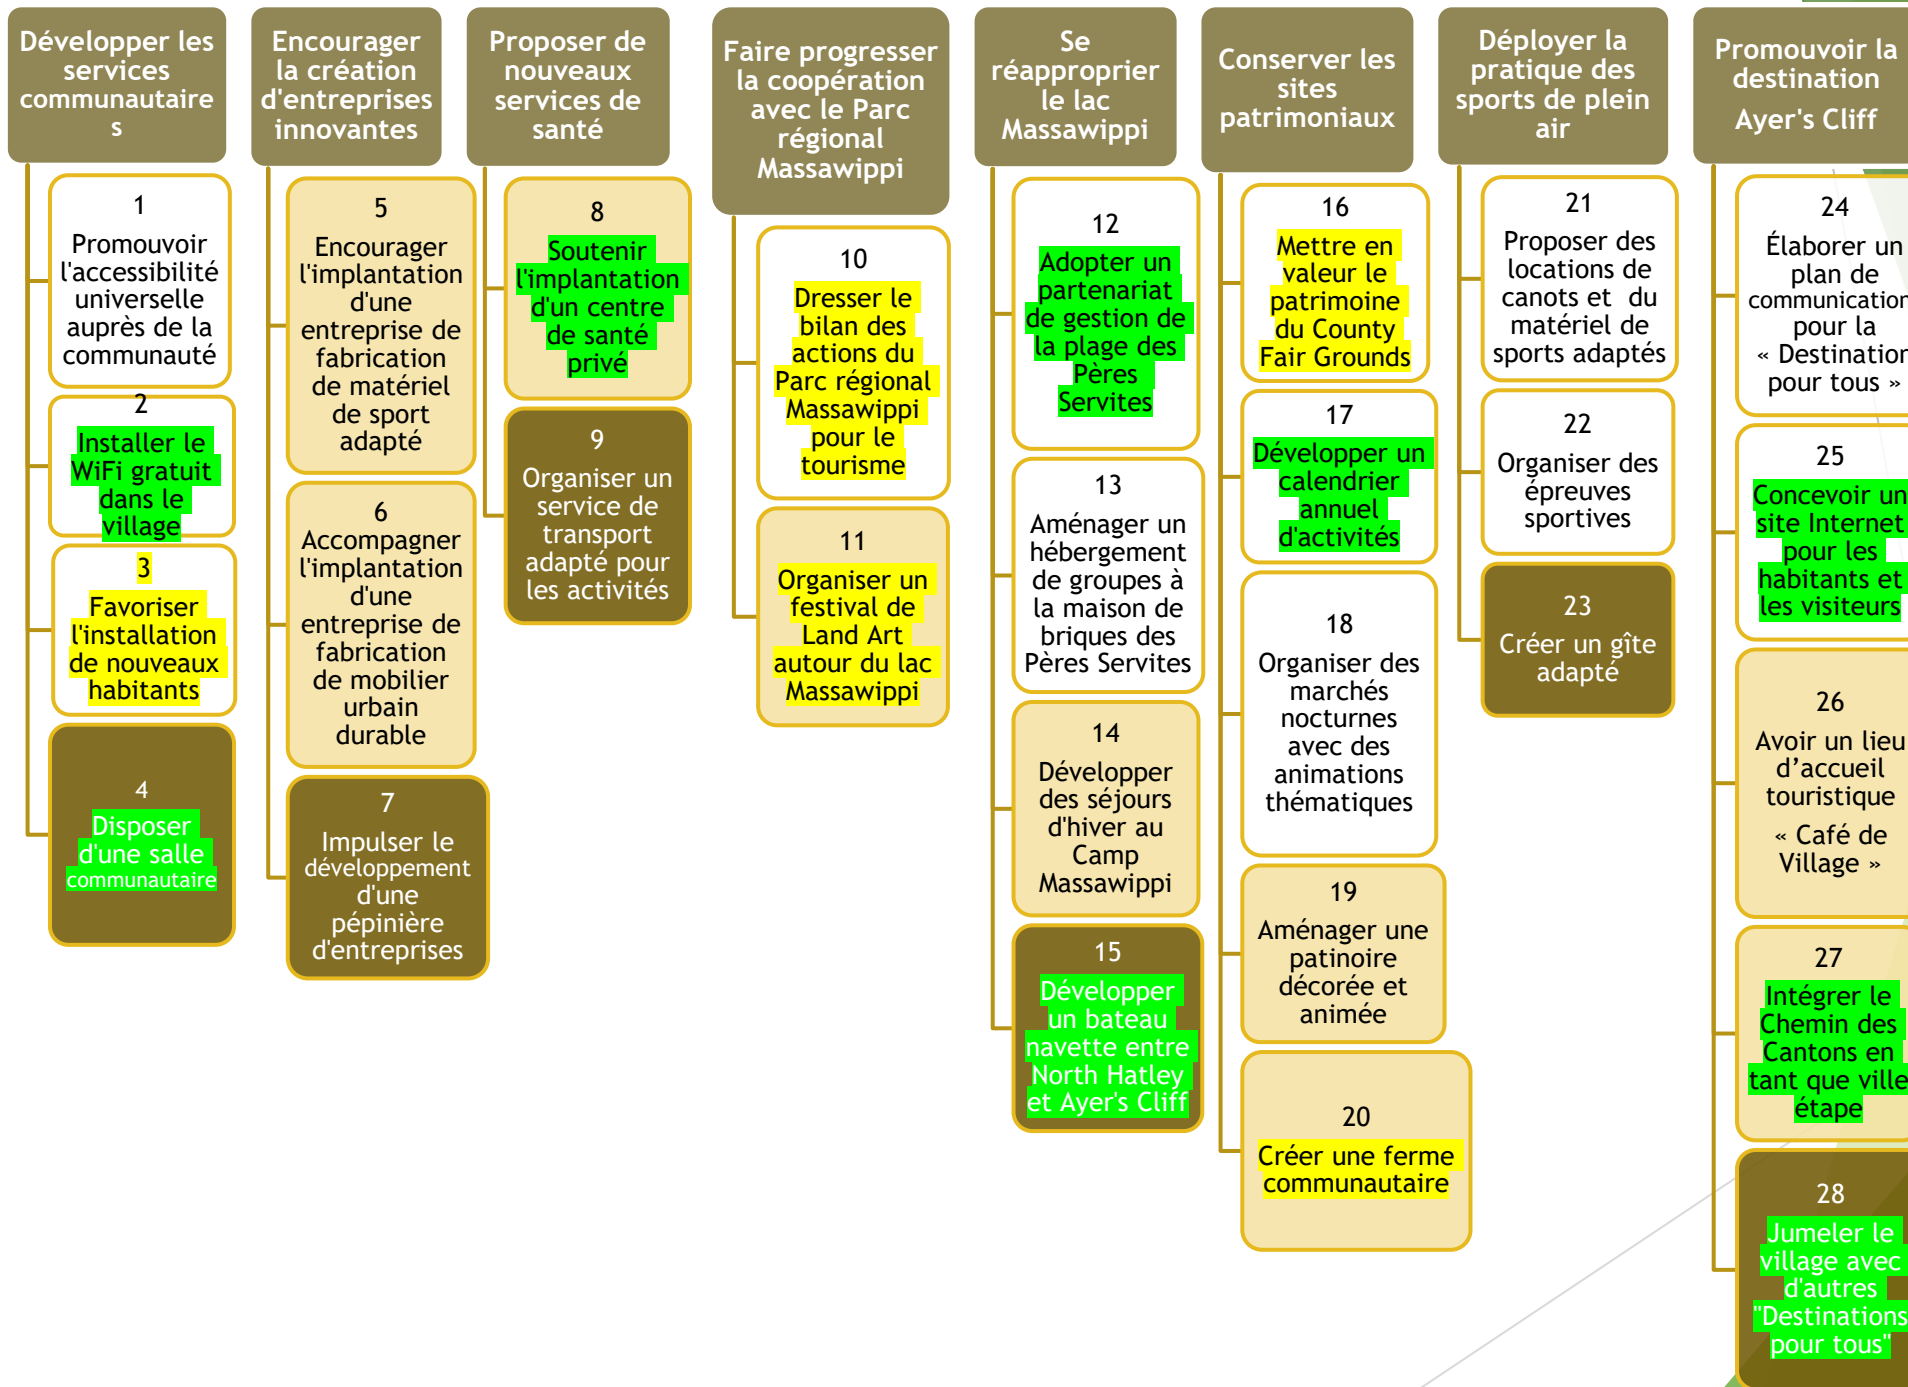 Développer les
services
communautaire
s
1
Promouvoir
l'accessibilité
universelle
auprès de la
communauté
2
Installer le
WiFi gratuit
dans le
village
3
Favoriser
l'installation
de nouveaux
habitants
4
Disposer
d'une salle
communautaire
Encourager
la création
d'entreprises
innovantes
5
Encourager
l'implantation
d'une
entreprise de
fabrication
de matériel
de sport
adapté
6
Accompagner
l'implantation
d'une
entreprise de
fabrication
de mobilier
urbain
durable
7
Impulser le
développement
d'une
pépinière
d'entreprises
Proposer de
nouveaux
services de
santé
8
Soutenir
l'implantation
d'un centre
de santé
privé
9
Organiser un
service de
transport
adapté pour
les activités
Faire progresser
la coopération
avec le Parc
régional
Massawippi
10
Dresser le
bilan des
actions du
Parc régional
Massawippi
pour le
tourisme
11
Organiser un
festival de
Land Art
autour du lac
Massawippi
Se
réapproprier
le lac
Massawippi
12
Adopter un
partenariat
de gestion de
la plage des
Pères
Servites
13
Aménager un
hébergement
de groupes à
la maison de
briques des
Pères Servites
14
Développer
des séjours
d'hiver au
Camp
Massawippi
15
Développer
un bateau
navette entre
North Hatley
et Ayer's Cliff
Conserver les
sites
patrimoniaux
16
Mettre en
valeur le
patrimoine
du County
Fair Grounds
17
Développer un
calendrier
annuel
d'activités
18
Organiser des
marchés
nocturnes
avec des
animations
thématiques
19
Aménager une
patinoire
décorée et
animée
20
Créer une ferme
communautaire
Déployer la
pratique des
sports de plein
air
21
Proposer des
locations de
canots et  du
matériel de
sports adaptés
22
Organiser des
épreuves
sportives
23
Créer un gîte
adapté
Promouvoir la
destination
Ayer's Cliff
24
Élaborer un
plan de
communication
pour la
« Destination
pour tous »
25
Concevoir un
site Internet
pour les
habitants et
les visiteurs
26
Avoir un lieu
d’accueil
touristique
« Café de
Village »
27
Intégrer le
Chemin des
Cantons en
tant que ville
étape
28
Jumeler le
village avec
d'autres
"Destinations
pour tous"